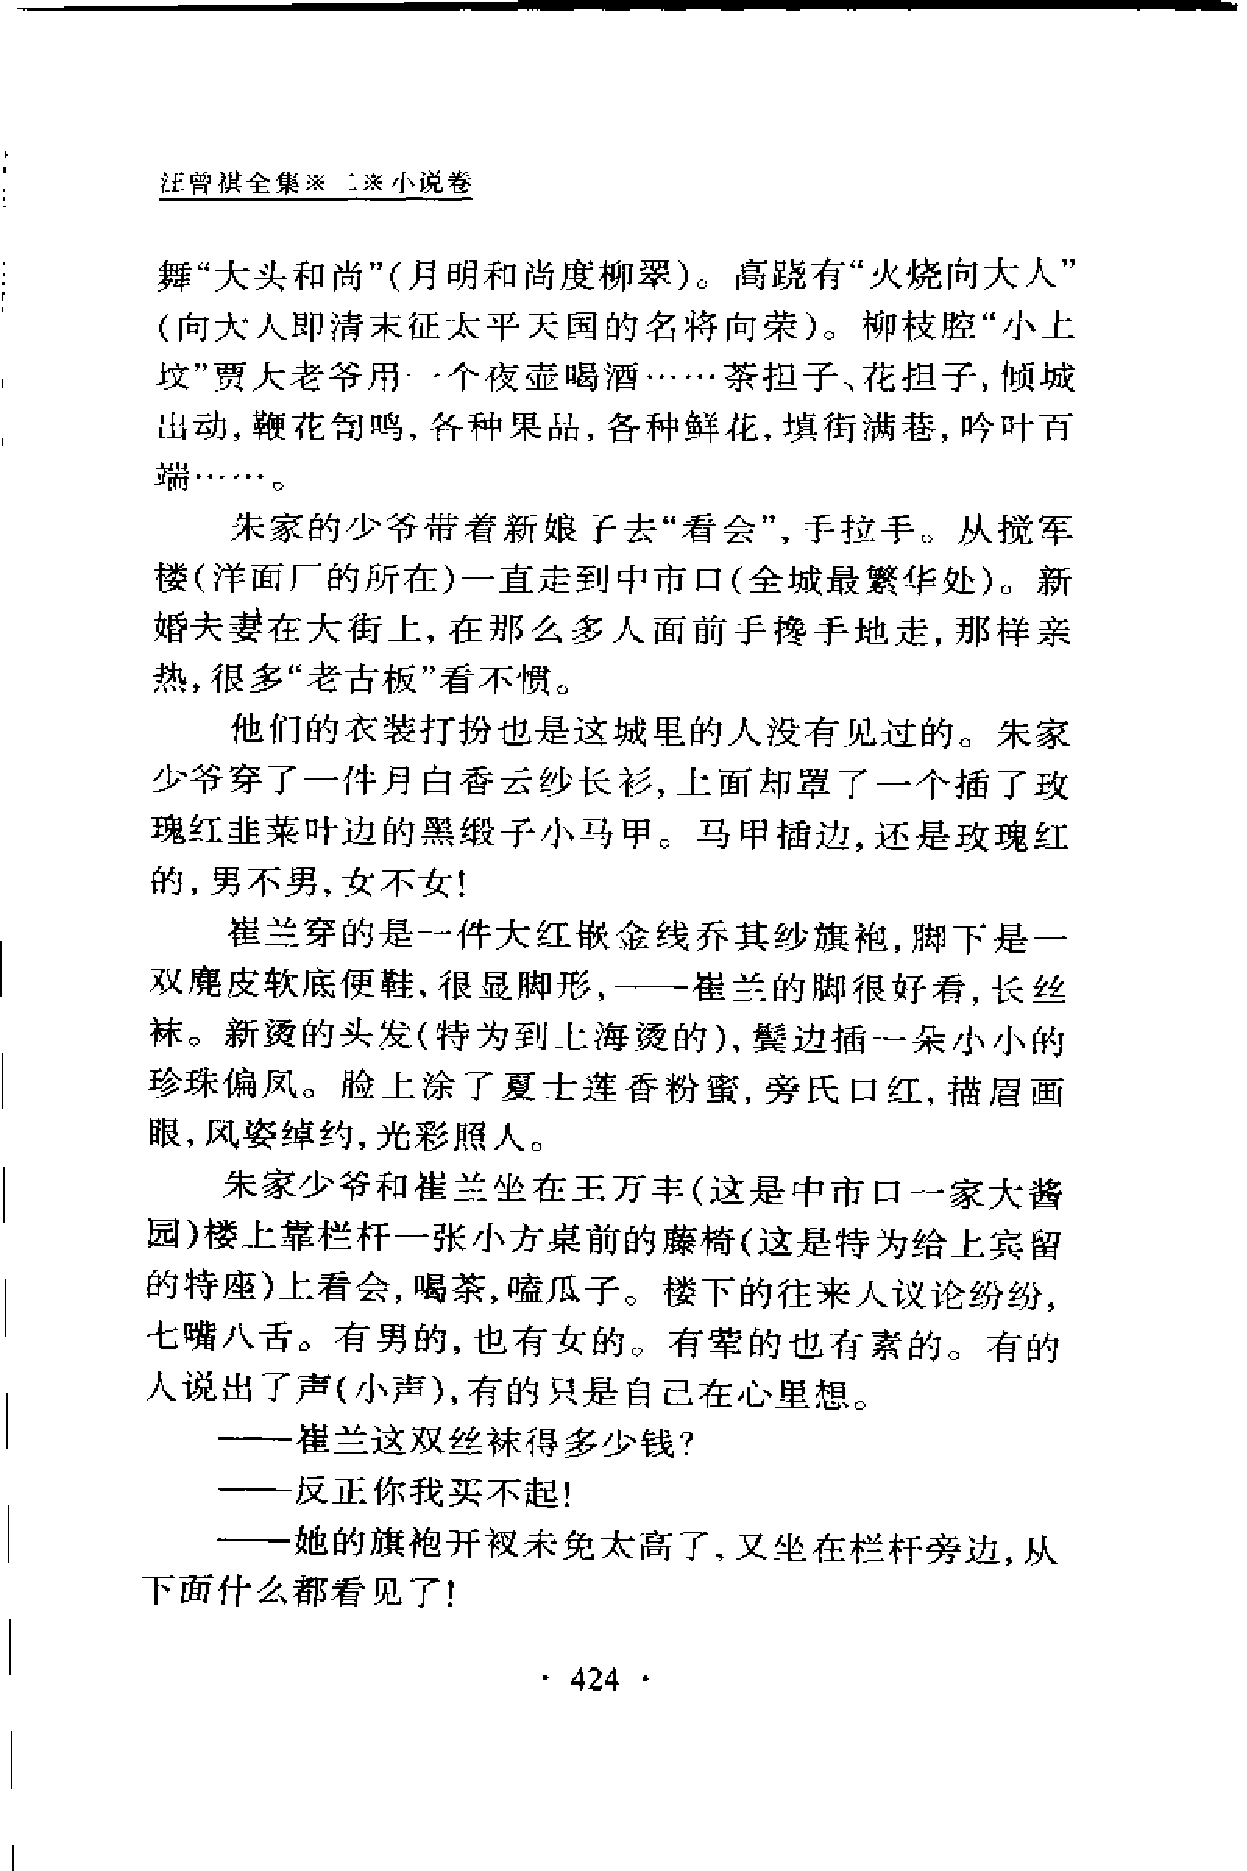 汪曾祺全集※二※小说卷
舞“大头和尚”(月明和尚度柳翠)。高跷有“火烧向大人”
(向大人即清末征太平天国的名将向荣)。柳枝腔“小上
坟”贾大老爷用一个夜壶喝酒……茶担子、花担子,倾城
出动,鞭花訇鸣,各种果品,各种鲜花,填街满巷,吟叶百
端……。
朱家的少爷带着新娘子去“看会”,手拉手。从搅军
楼(洋面厂的所在)一直走到中市口(全城最繁华处)。新
婚夫妻在大街上,在那么多人面前手搀手地走,那样亲
热,很多“老古板”看不惯。
他们的衣装打扮也是这城里的人没有见过的。朱家
少爷穿了一件月白香云纱长衫,上面却罩了一个插了玫
瑰红韭菜叶边的黑缎子小马甲。马甲插边,还是玫瑰红
的,男不男,女不女!
崔兰穿的是一件大红嵌金线乔其纱旗袍,脚下是一
双麂皮软底便鞋,很显脚形,——崔兰的脚很好看,长丝
袜。新烫的头发(特为到上海烫的),鬓边插一朵小小的
珍珠偏凤。脸上涂了夏士莲香粉蜜,旁氏口红,描眉画
眼,风姿绰约,光彩照人。
朱家少爷和崔兰坐在王万丰(这是中市口一家大酱
园)楼上靠栏杆一张小方桌前的藤椅(这是特为给上宾留
的特座)上看会,喝茶,嗑瓜子。楼下的往来人议论纷纷,
七嘴八舌。有男的,也有女的。有荤的也有素的。有的
人说出了声(小声),有的只是自己在心里想。
——崔兰这双丝袜得多少钱?
——反正你我买不起!
——她的旗袍开衩未免太高了,又坐在栏杆旁边,从
下面什么都看见了!
· 424 ·